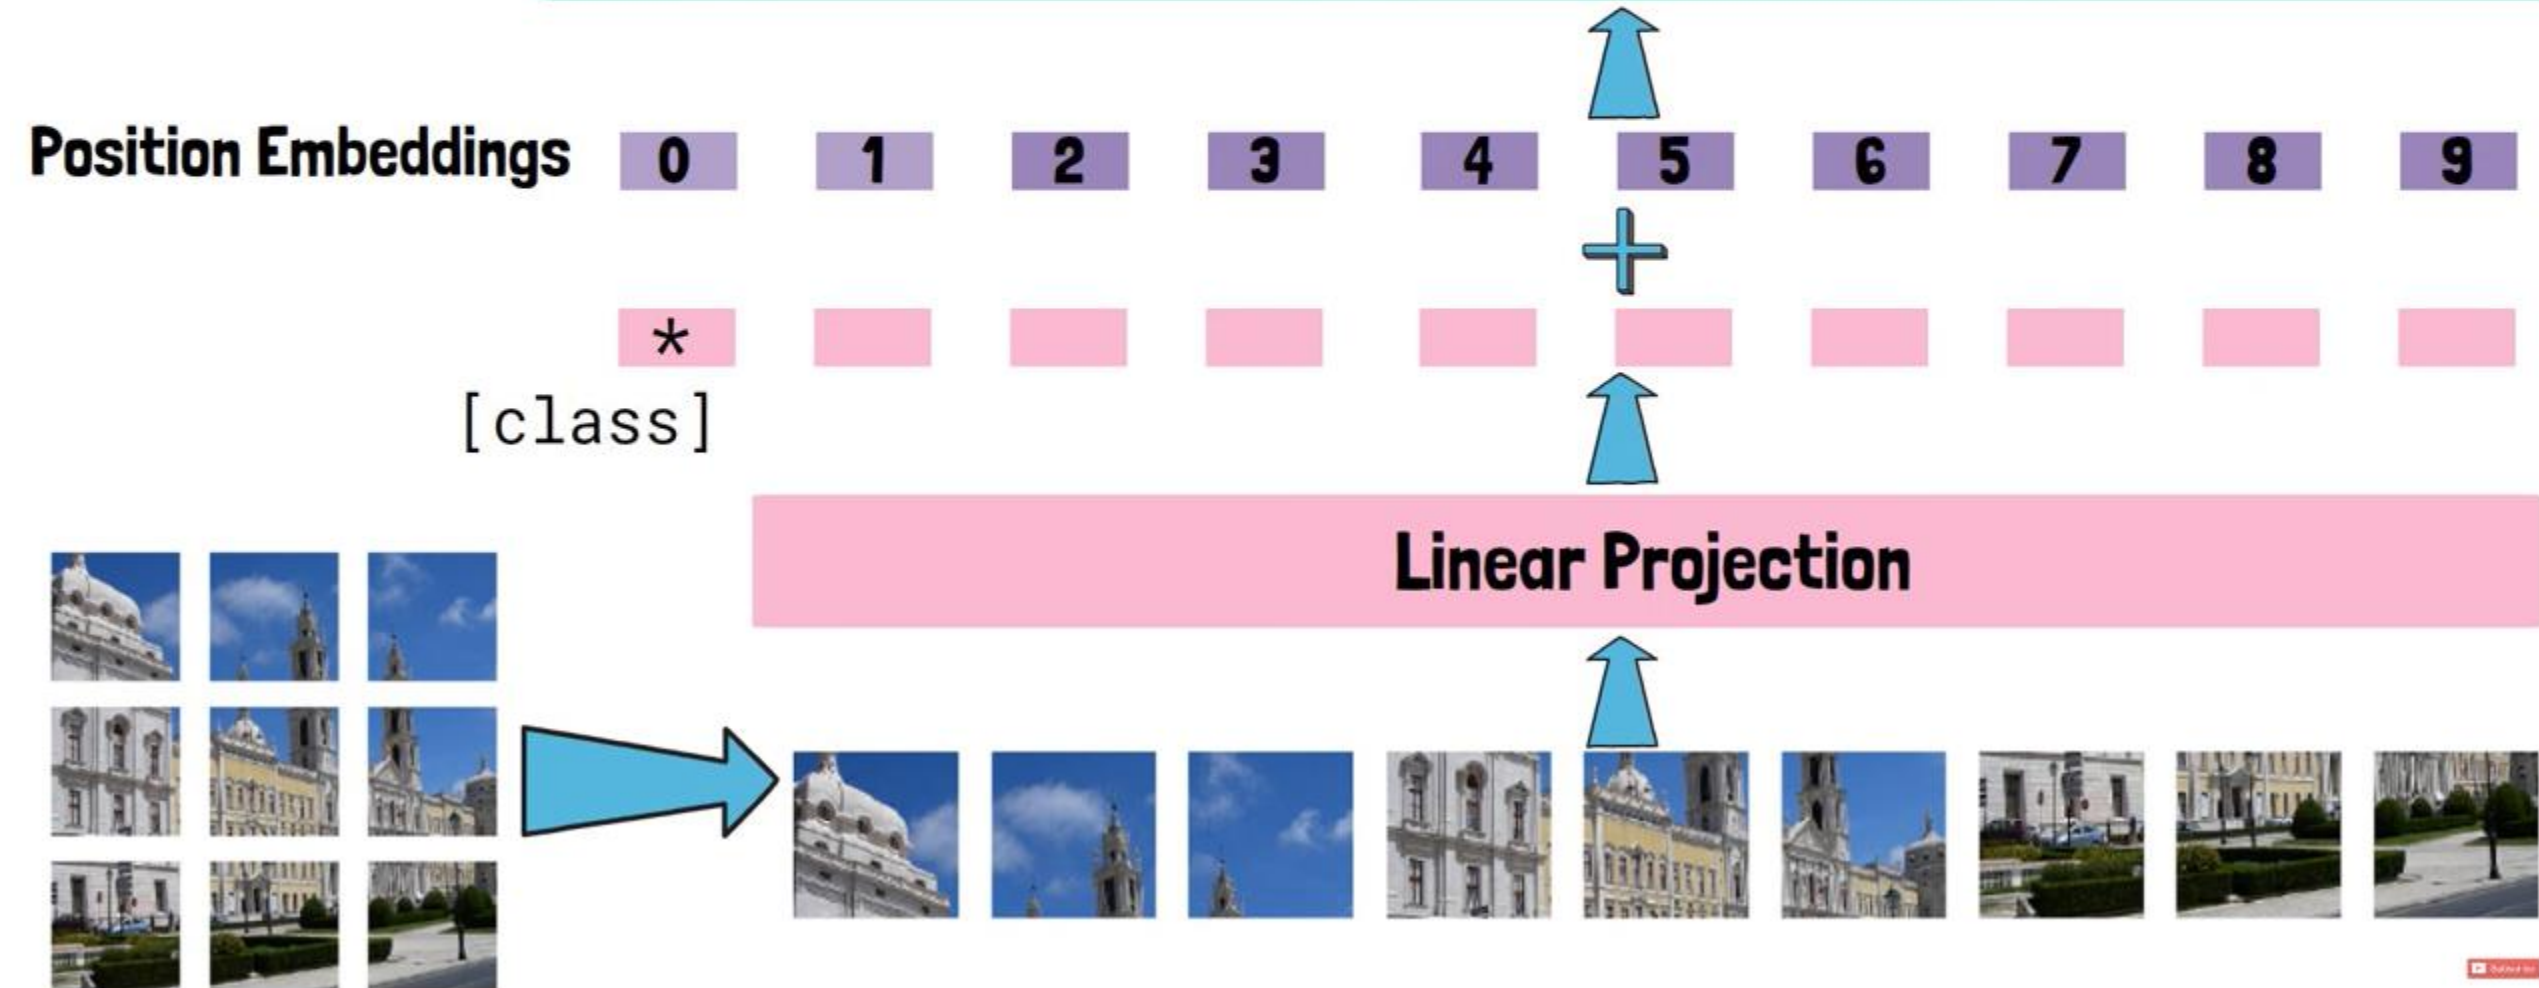 Position Embeddings 0 1 2 3 4 5 6 7 8 9
*
[class]
Linear Projection